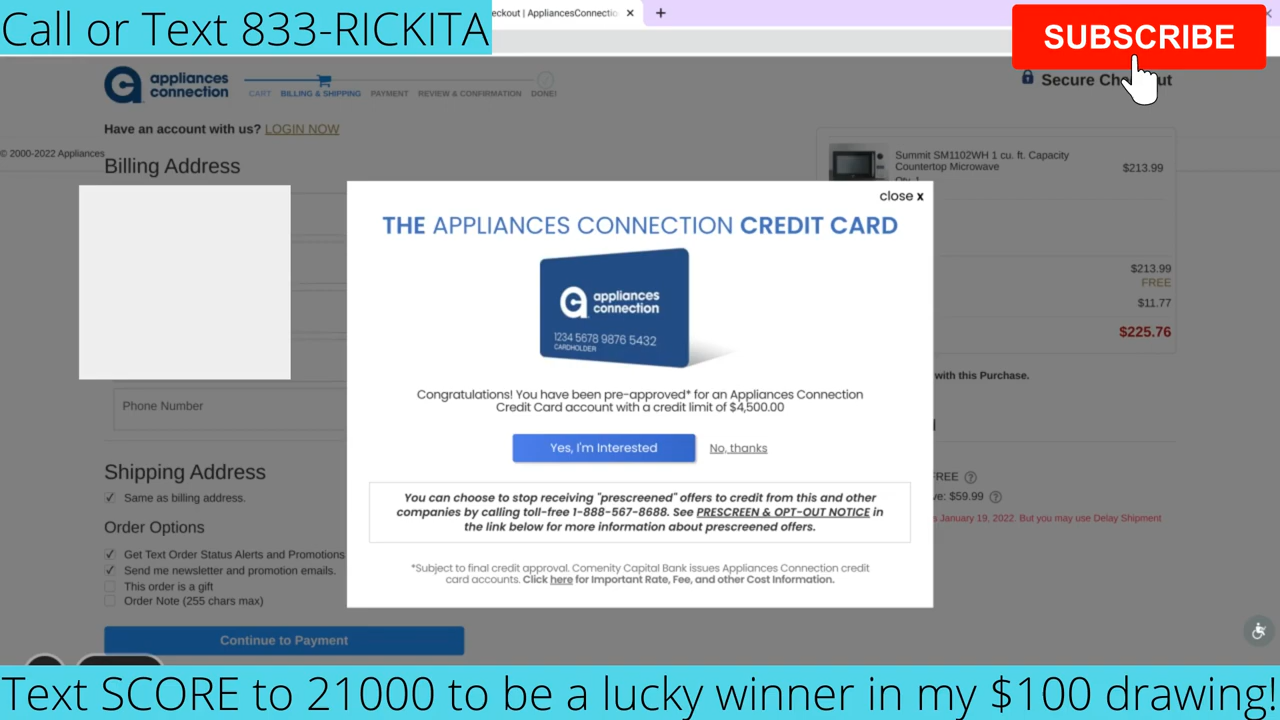 Call or Text 833-RICKITA
eckout | AppliancesConnectio
SUBSCRIBE
appliances
connection
CART BILLING & SHIPPING PAYMENT REVIEW & CONFIRMATION DONE!
Secure Checkout
Have an account with us? LOGIN NOW
© 2000-2022 Appliances
Billing Address
Summit SM1102WH 1 cu. ft. Capacity
Countertop Microwave
$213.99
close x
THE APPLIANCES CONNECTION CREDIT CARD
appliances
connection
1234 5678 9876 5432
CARDHOLDER
$213.99
FREE
$11.77
$225.76
with this Purchase.
Congratulations! You have been pre-approved* for an Appliances Connection
Credit Card account with a credit limit of $4,500.00
Phone Number
Yes, I'm Interested
No, thanks
Shipping Address
Same as billing address.
FREE
e: $59.99
s January 19, 2022. But you may use Delay Shipment
You can choose to stop receiving "prescreened" offers to credit from this and other
companies by calling toll-free 1-888-567-8688. See PRESCREEN & OPT-OUT NOTICE in
the link below for more information about prescreened offers.
Order Options
Get Text Order Status Alerts and Promotions
Send me newsletter and promotion emails.
This order is a gift
Order Note (255 chars max)
*Subject to final credit approval. Comenity Capital Bank issues Appliances Connection credit
card accounts. Click here for Important Rate, Fee, and other Cost Information.
Continue to Payment
Text SCORE to 21000 to be a lucky winner in my $100 drawing!